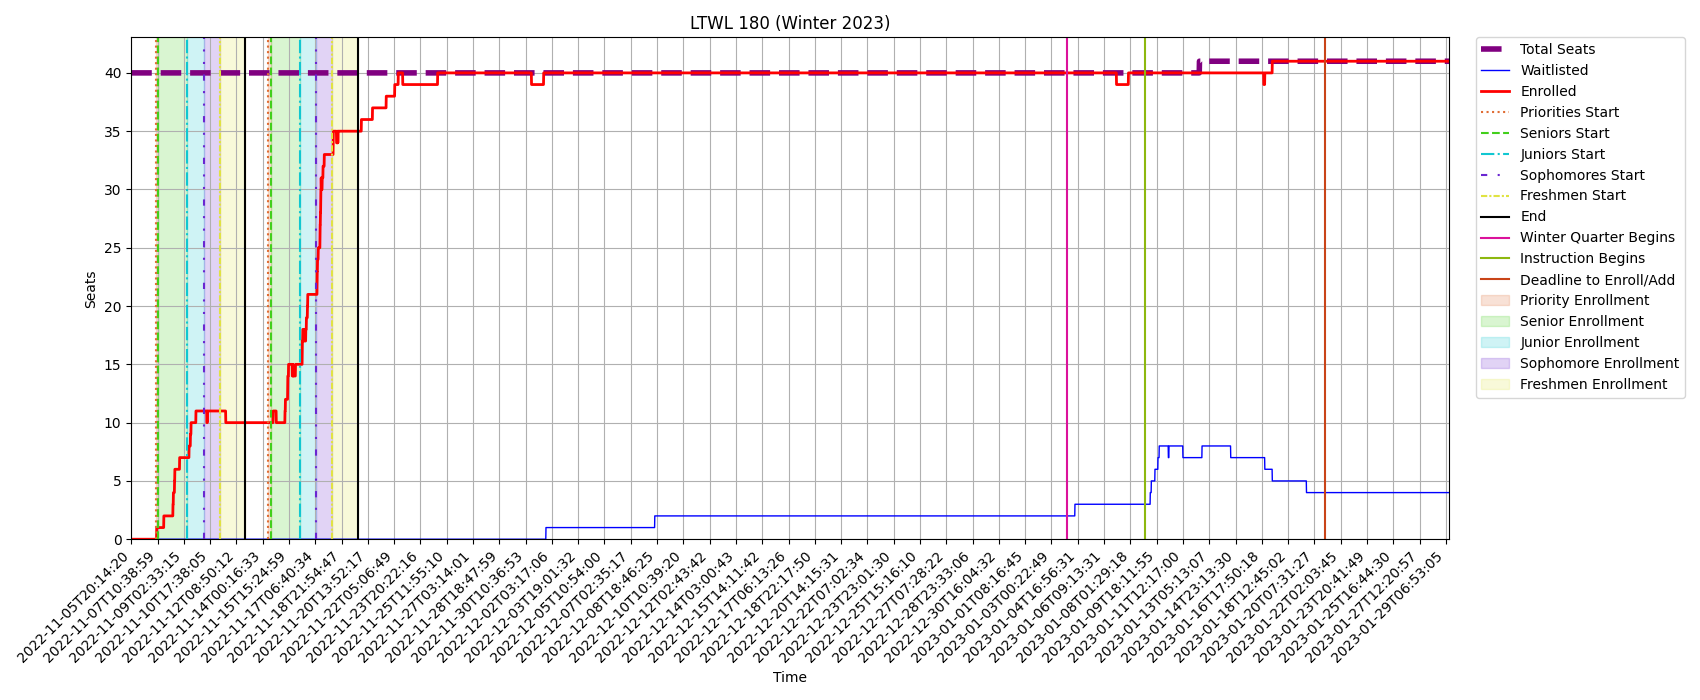 LTWL 180 (Winter 2023)
Seats
40
35
30
25
20
15
10
5
0
2022-11-05T20:14:20
2022-11-07T10:38:59
2022-11-09T02:33:15
2022-11-10T17:38:05
2022-11-12T08:50:12
2022-11-14T00:16:33
2022-11-15T15:24:59
2022-11-17T06:40:34
2022-11-18T21:54:47
2022-11-20T13:52:17
2022-11-22T05:06:49
2022-11-23T20:22:16
2022-11-25T11:55:10
2022-11-27T03:14:01
2022-11-28T18:47:59
2022-11-30T10:36:53
2022-12-02T03:17:06
2022-12-03T19:01:32
2022-12-05T10:54:00
2022-12-07T02:35:17
2022-12-08T18:46:25
2022-12-10T10:39:20
2022-12-12T02:43:42
2022-12-14T03:00:43
2022-12-15T14:11:42
2022-12-17T06:13:26
2022-12-18T22:17:50
2022-12-20T14:15:31
2022-12-22T07:02:34
2022-12-23T23:01:30
2022-12-25T15:16:10
2022-12-27T07:28:22
2022-12-28T23:33:06
2022-12-30T16:04:32
2023-01-01T08:16:45
2023-01-03T00:22:49
2023-01-04T16:56:31
2023-01-06T09:13:31
2023-01-08T01:29:18
2023-01-09T18:11:55
2023-01-11T12:17:00
2023-01-13T05:13:07
2023-01-14T23:13:30
2023-01-16T17:50:18
2023-01-18T12:45:02
2023-01-20T07:31:27
2023-01-22T02:03:45
2023-01-23T20:41:49
2023-01-25T16:44:30
2023-01-27T12:20:57
2023-01-29T06:53:05
Time
Total Seats
Waitlisted
Enrolled
Priorities Start
Seniors Start
Juniors Start
Sophomores Start
Freshmen Start
End
Winter Quarter Begins
Instruction Begins
Deadline to Enroll/Add
Priority Enrollment
Senior Enrollment
Junior Enrollment
Sophomore Enrollment
Freshmen Enrollment